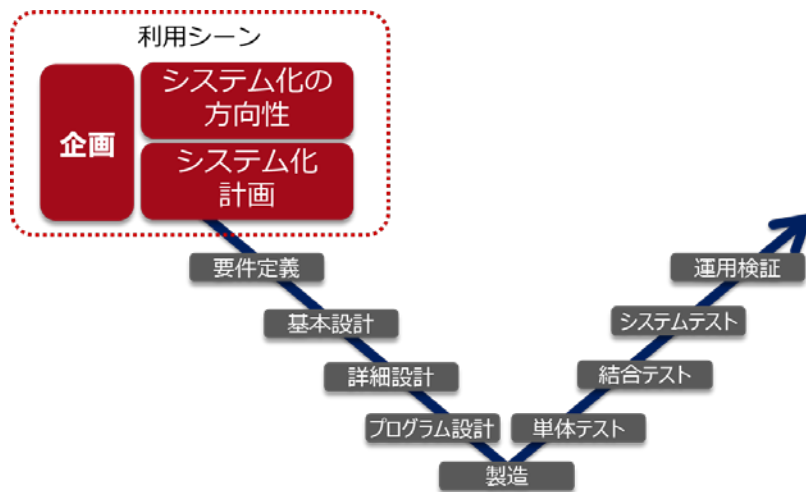 利用シーン
企画
システム化の
方向性
システム化
計画
要件定義
基本設計
詳細設計
プログラム設計
製造
単体テスト
結合テスト
システムテスト
運用検証